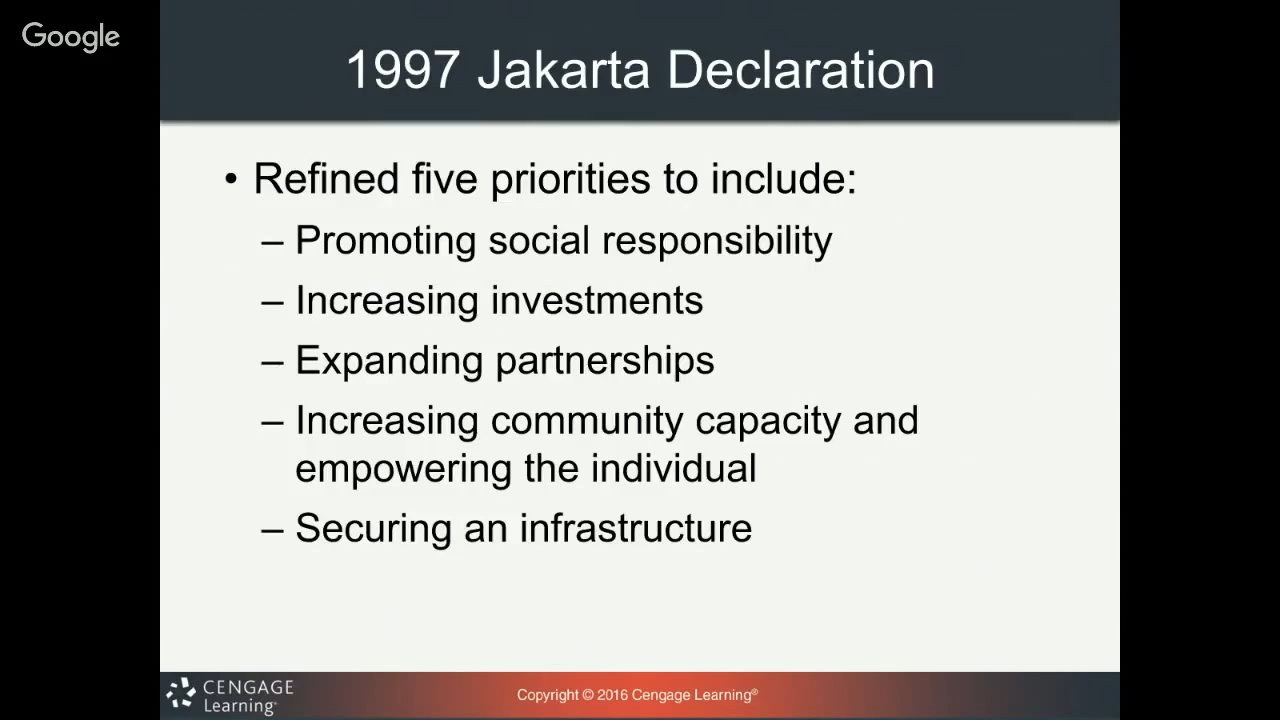 Google
1997 Jakarta Declaration
• Refined five priorities to include:
– Promoting social responsibility
– Increasing investments
– Expanding partnerships
– Increasing community capacity and
empowering the individual
– Securing an infrastructure
CENGAGE
Learning®
Copyright © 2016 Cengage Learning®